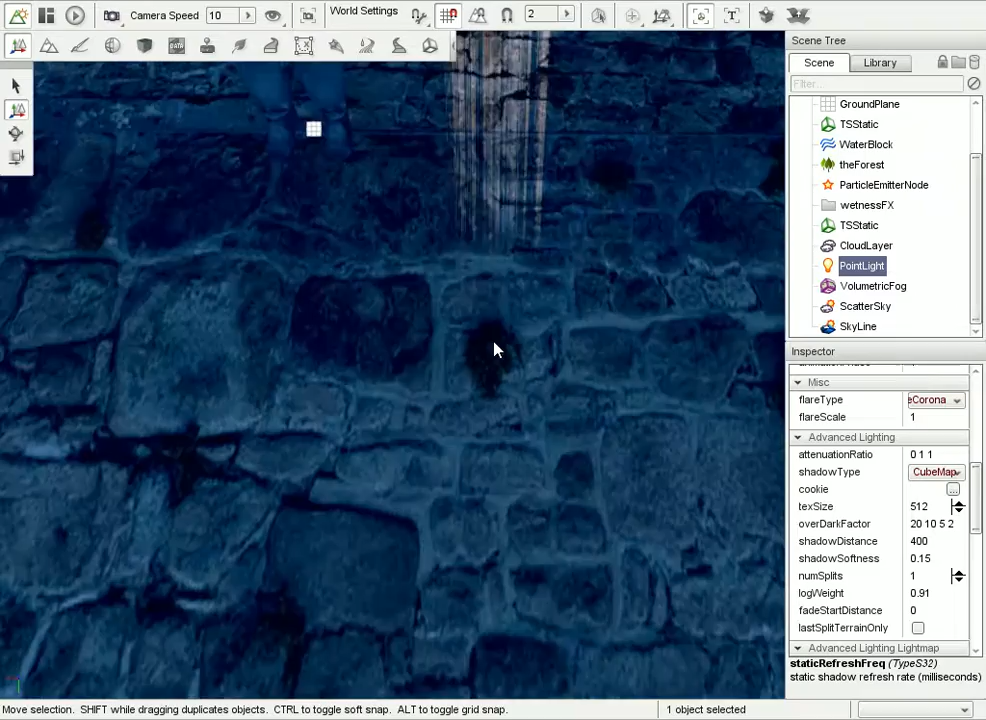 Camera Speed 10
World Settings
2
T
DATA
Scene Tree
Scene
Library
Filter...
GroundPlane
TSStatic
WaterBlock
theForest
ParticleEmitterNode
wetnessFX
TSStatic
CloudLayer
PointLight
VolumetricFog
ScatterSky
SkyLine
Inspector
Misc
flareType eCorona
flareScale 1
Advanced Lighting
attenuationRatio 0 1 1
shadowType CubeMap
cookie ...
texSize 512
overDarkFactor 20 10 5 2
shadowDistance 400
shadowSoftness 0.15
numSplits 1
logWeight 0.91
fadeStartDistance 0
lastSplitTerrainOnly
Advanced Lighting Lightmap
staticRefreshFreq (TypeS32)
static shadow refresh rate (milliseconds)
Move selection. SHIFT while dragging duplicates objects. CTRL to toggle soft snap. ALT to toggle grid snap.
1 object selected